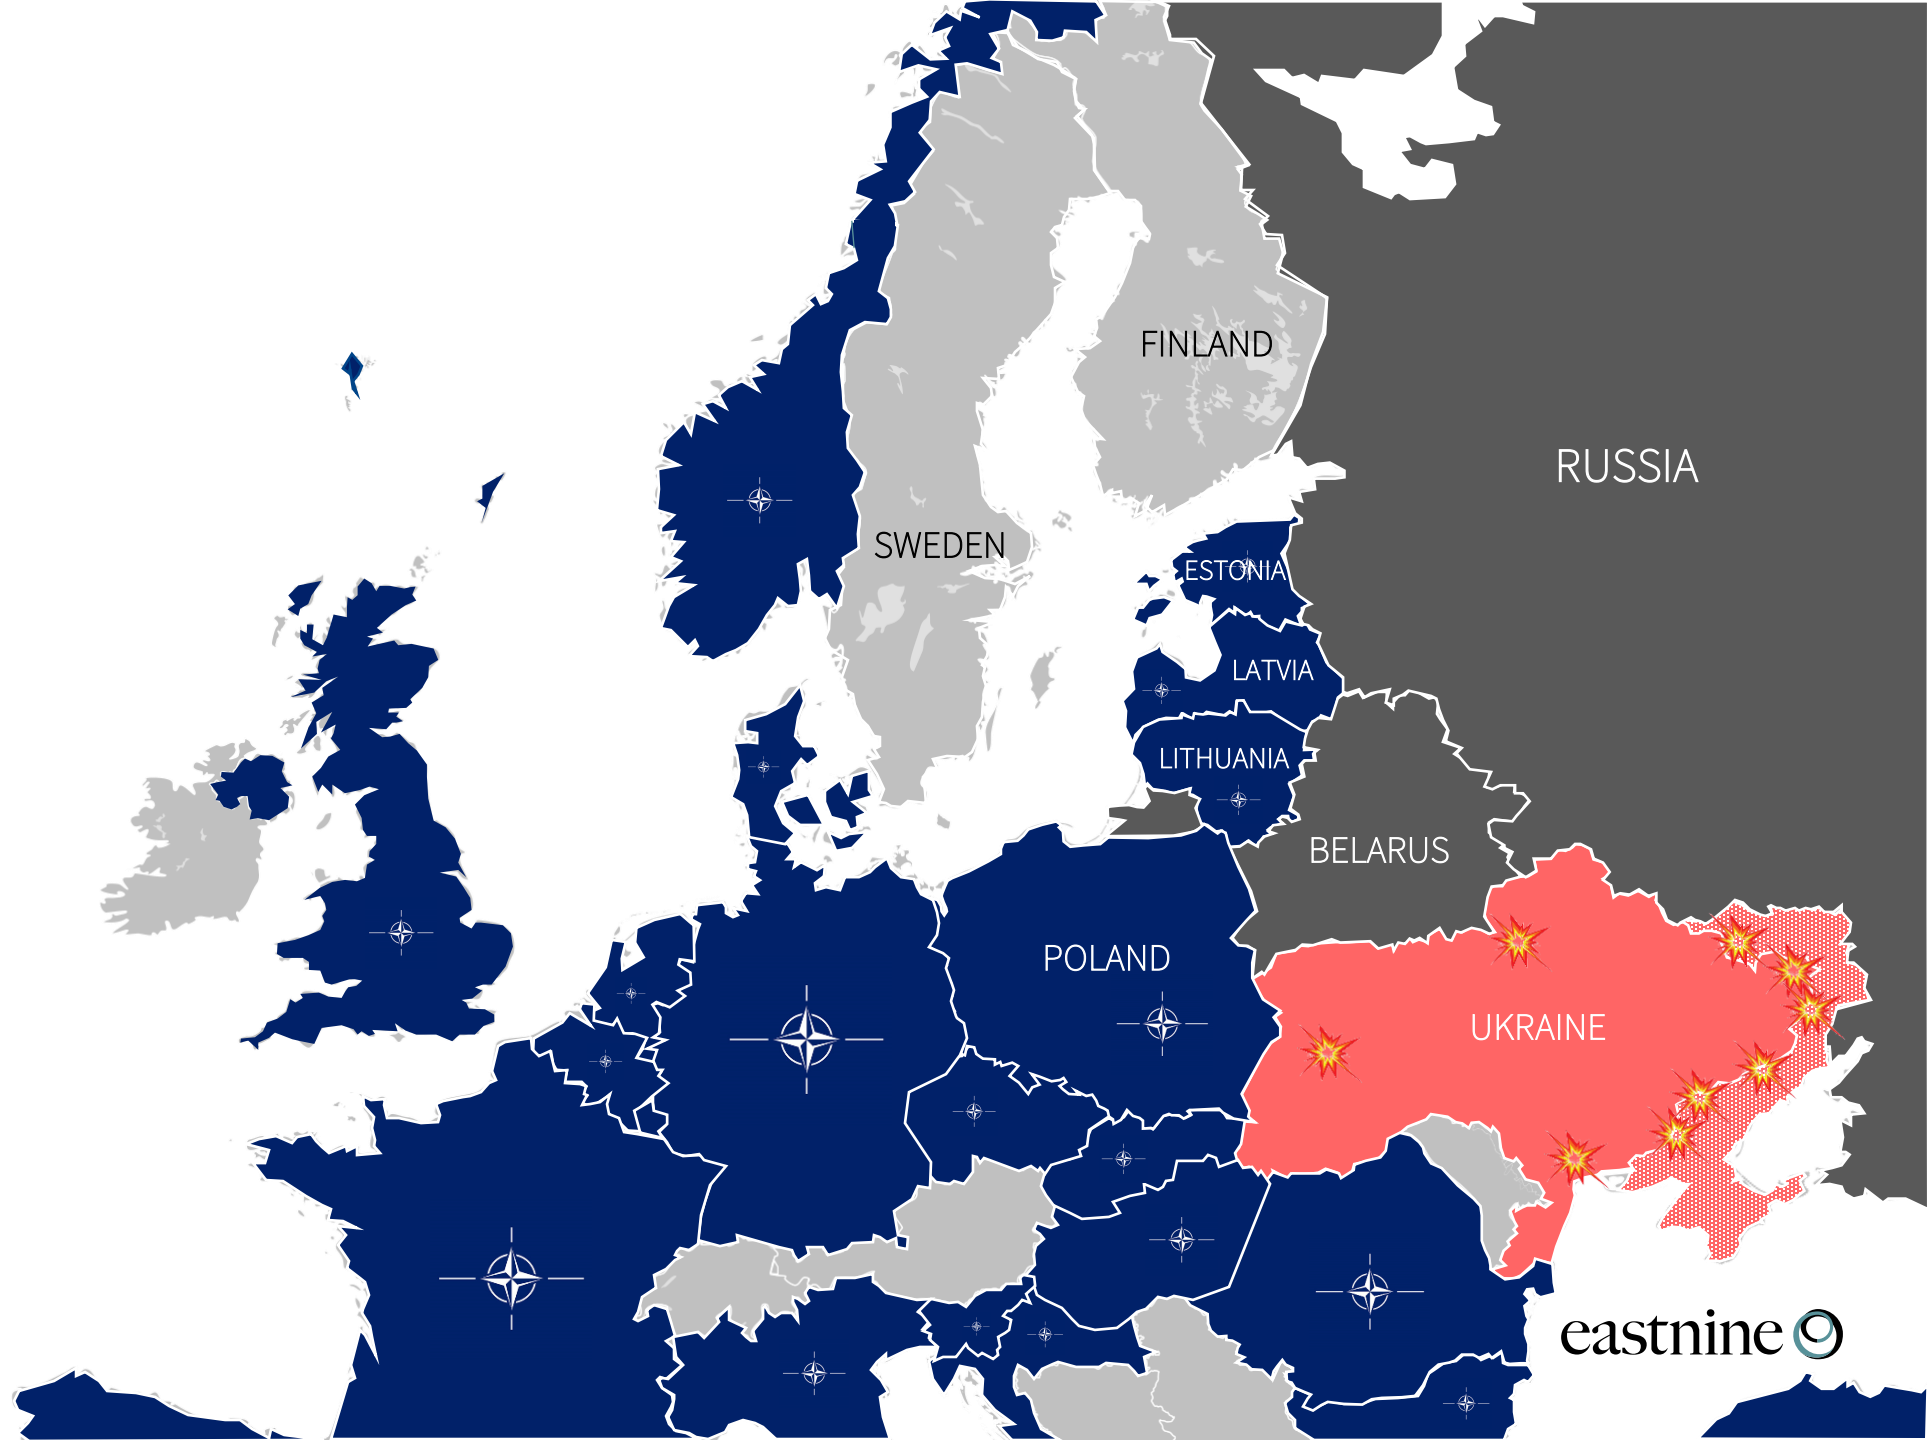 FINLAND
RUSSIA
SWEDEN
ESTONIA
LATVIA
LITHUANIA
BELARUS
POLAND
UKRAINE
eastnine